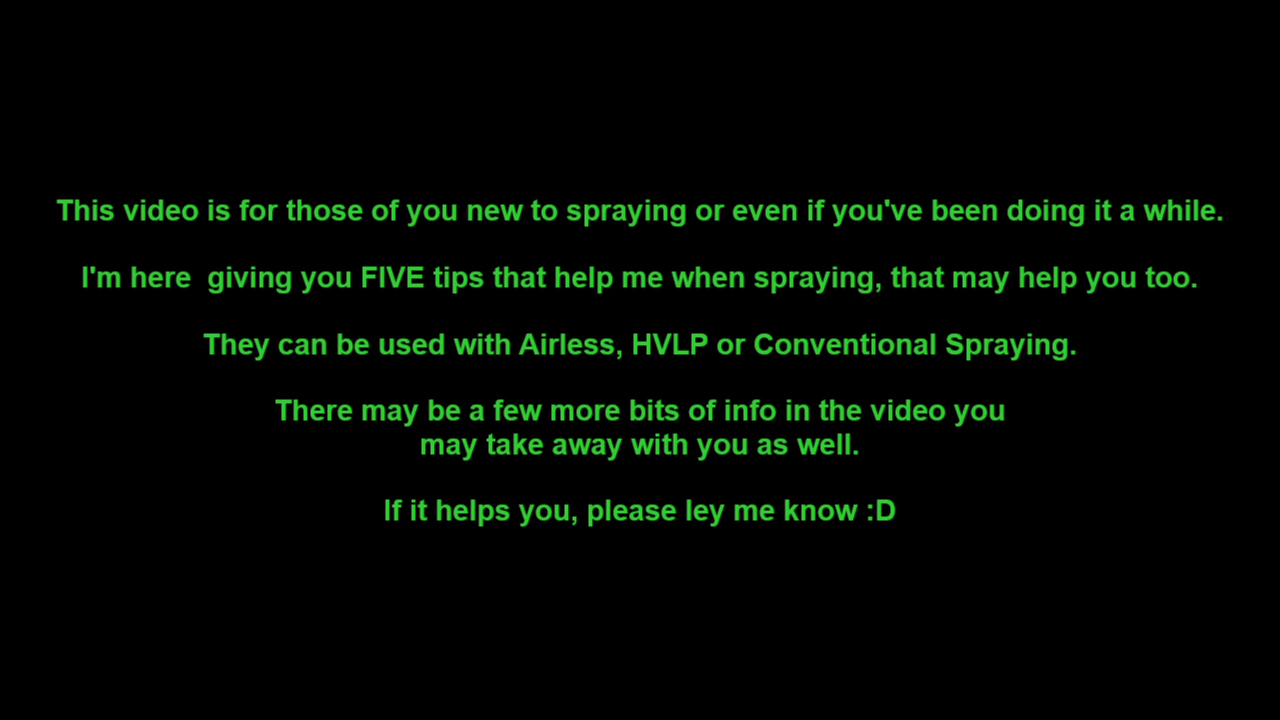 This video is for those of you new to spraying or even if you've been doing it a while.
I'm here  giving you FIVE tips that help me when spraying, that may help you too.
They can be used with Airless, HVLP or Conventional Spraying.
There may be a few more bits of info in the video you
may take away with you as well.
If it helps you, please ley me know :D